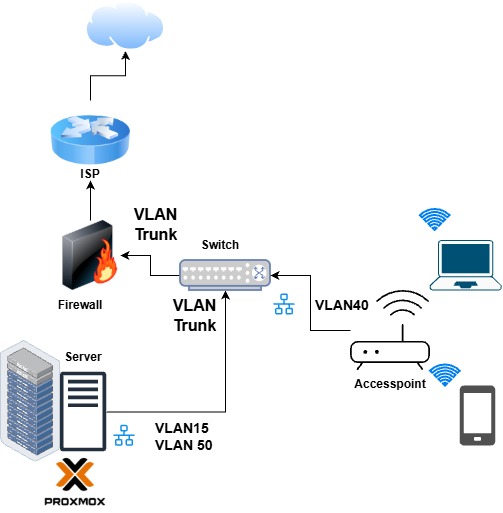 ISP
VLAN
Trunk
Switch
Firewall
VLAN
Trunk
VLAN40
Server
Accesspoint
VLAN15
VLAN 50
PROXMOX